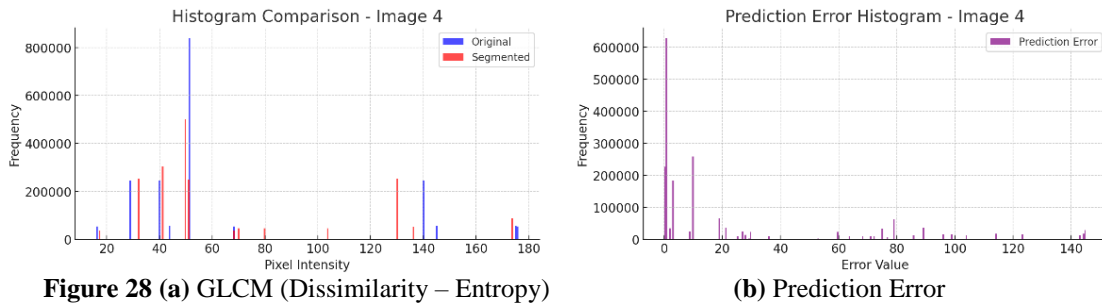 Histogram Comparison - Image 4
Original
Segmented
Frequency
800000
600000
400000
200000
0
20 40 60 80 100 120 140 160 180
Pixel Intensity
Figure 28 (a) GLCM (Dissimilarity – Entropy)
Prediction Error Histogram - Image 4
Prediction Error
Frequency
600000
500000
400000
300000
200000
100000
0
0 20 40 60 80 100 120 140
Error Value
(b) Prediction Error